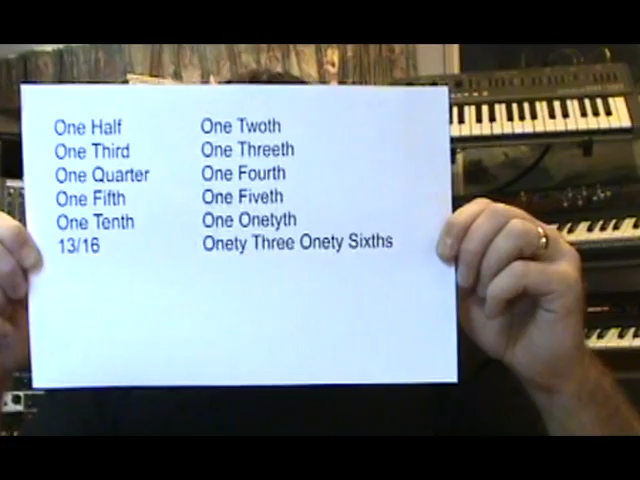 One Half One Twoth
One Third One Threeth
One Quarter One Fourth
One Fifth One Fiveth
One Tenth One Onetyth
13/16 Onety Three Onety Sixths